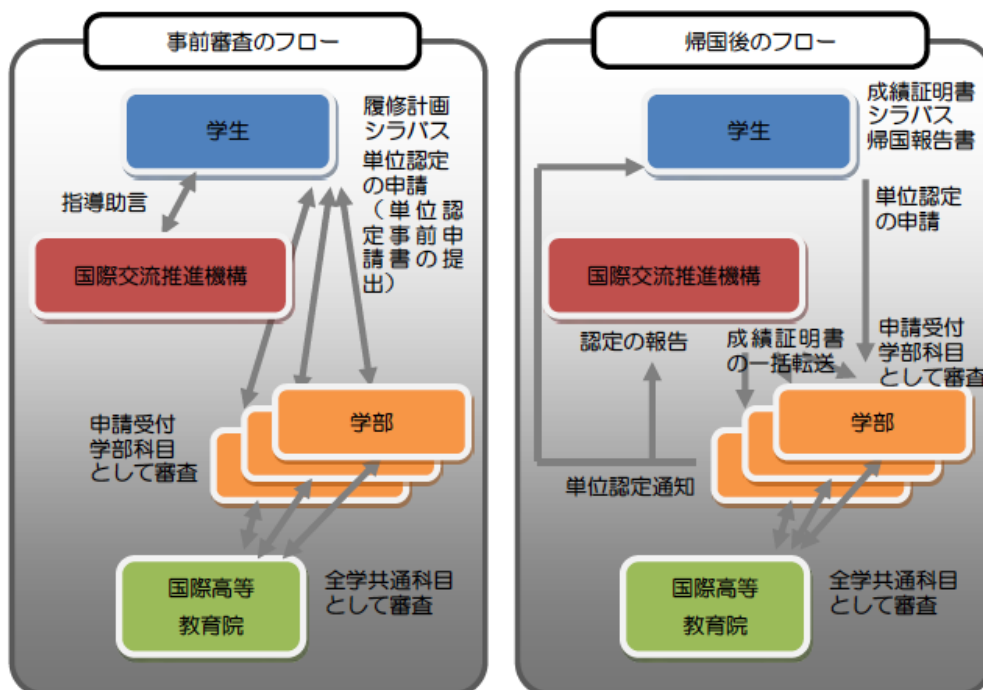 事前審査のフロー
学生
履修計画
シラバス
単位認定
の申請
（単位認
定事前申
請書の提
出）
指導助言
国際交流推進機構
学部
申請受付
学部科目
として審査
国際高等
教育院
全学共通科目
として審査
帰国後のフロー
学生
成績証明書
シラバス
帰国報告書
単位認定
の申請
国際交流推進機構
認定の報告
成績証明書
の一括転送
申請受付
学部科目
として審査
学部
単位認定通知
国際高等
教育院
全学共通科目
として審査